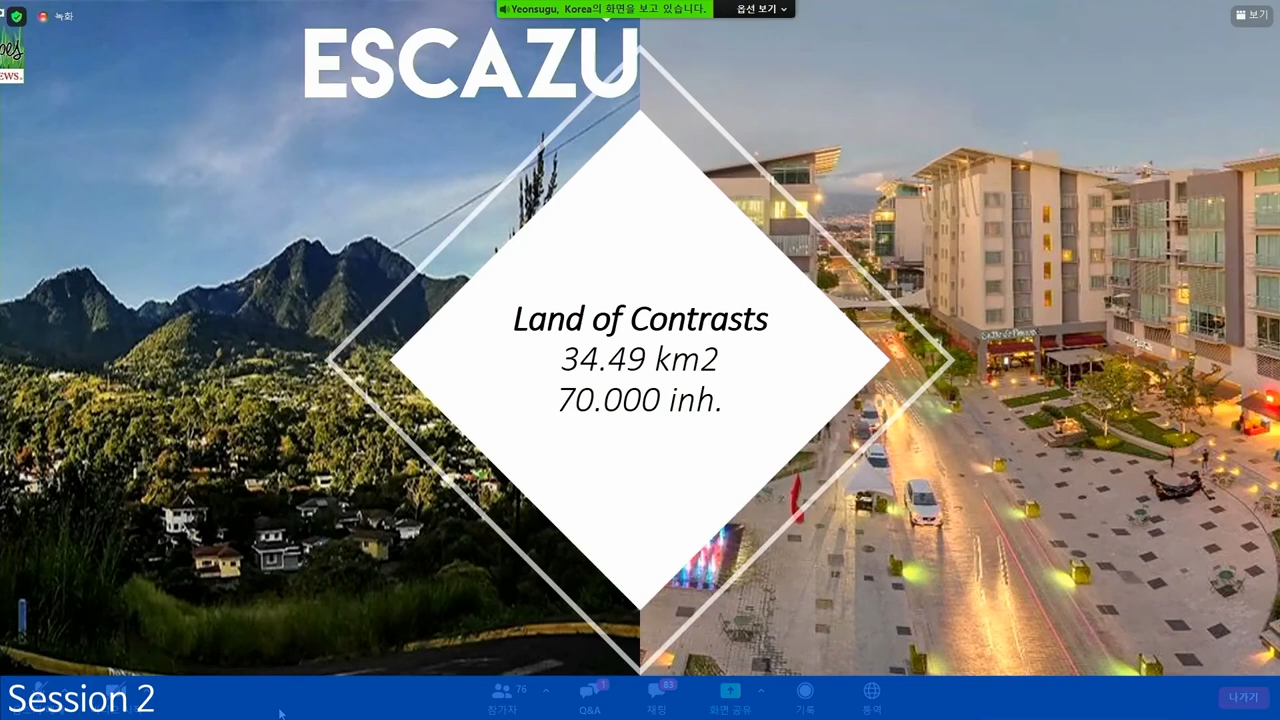 녹화
Yeonsugu, Korea의 화면을 보고 있습니다.
옵션 보기
보기
EWS.
ESCAZU
Land of Contrasts
34.49 km2
70.000 inh.
Session 2
76
1
83
참가자
Q&A
채팅
화면 공유
기록
통역
나가기